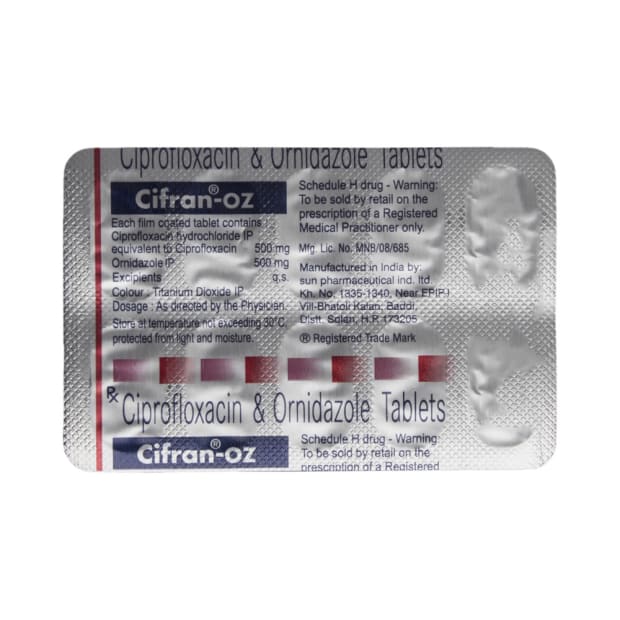 Ciprofloxacin & Ornidazole Tablets
Cifran®-OZ
Each film coated tablet contains
Ciprofloxacin hydrochloride IP
equivalent to Ciprofloxacin 500 mg
Ornidazole IP 500 mg
Excipients q.s.
Colour : Titanium Dioxide IP
Dosage : As directed by the Physician.
Store at temperature not exceeding 30°C,
protected from light and moisture.
Schedule H drug - Warning:
To be sold by retail on the
prescription of a Registered
Medical Practitioner only.
Mfg. Lic. No. MNB/08/685
Manufactured in India by:
sun pharmaceutical ind. ltd.
Kh. No. 1335-1340, Near EPIP-I
Vill-Bhatoli Kalan, Baddi,
Distt. Solan, H.P. 173205
® Registered Trade Mark
Rx Ciprofloxacin & Ornidazole Tablets
Cifran®-OZ
Schedule H drug - Warning:
To be sold by retail on the
prescription of a Registered